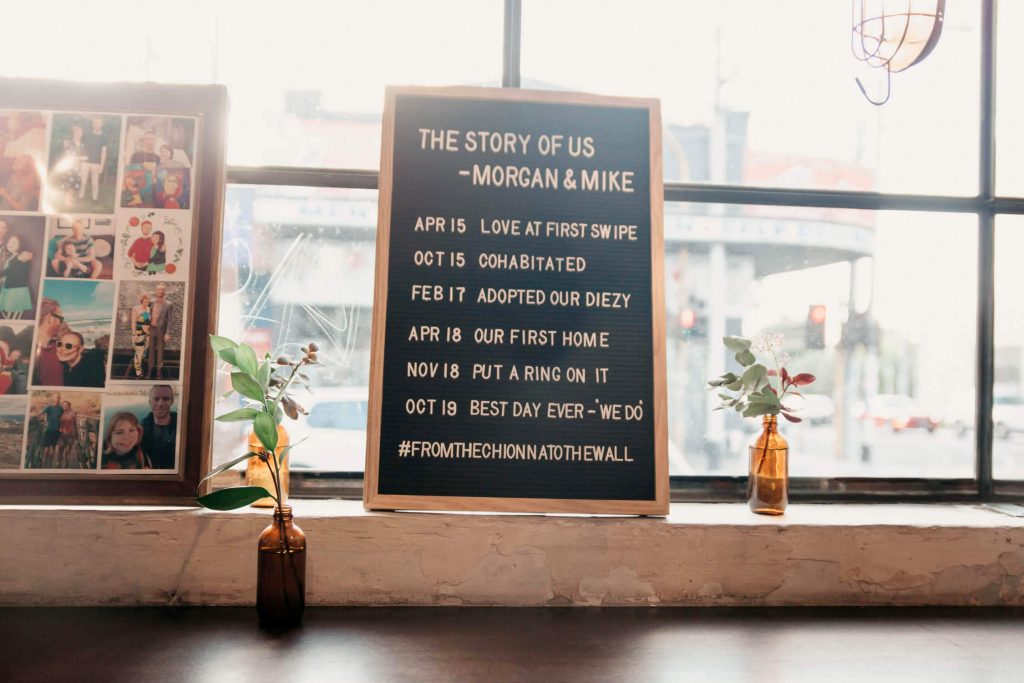 THE STORY OF US
-MORGAN & MIKE
APR 15 LOVE AT FIRST SWIPE
OCT 15 COHABITATED
FEB 17 ADOPTED OUR DIEZY
APR 18 OUR FIRST HOME
NOV 18 PUT A RING ON IT
OCT 19 BEST DAY EVER -'WE DO'
#FROMTHECHIONNATOTHEWALL